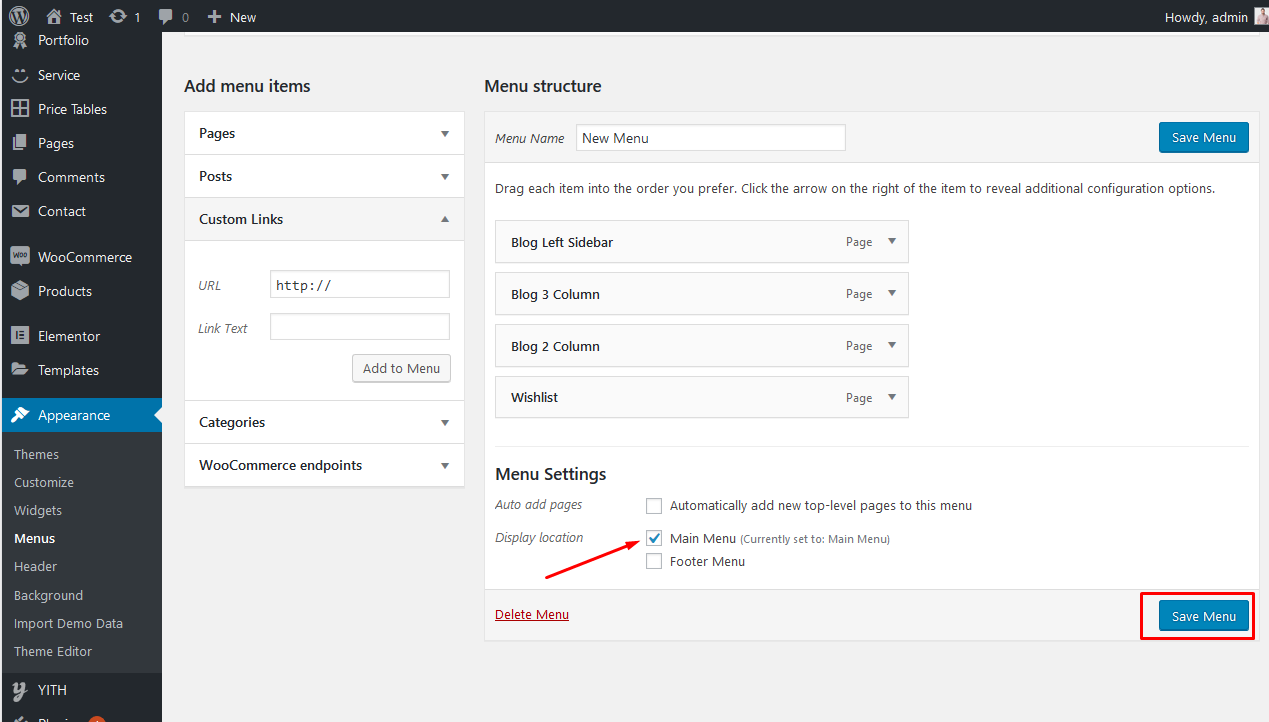 Test 1 0 New
Howdy, admin
Portfolio
Service
Price Tables
Pages
Comments
Contact
WOO WooCommerce
Products
Elementor
Templates
Appearance
Themes
Customize
Widgets
Menus
Header
Background
Import Demo Data
Theme Editor
YITH
Add menu items
Pages
Posts
Custom Links
URL http://
Link Text
Add to Menu
Categories
WooCommerce endpoints
Menu structure
Menu Name New Menu Save Menu
Drag each item into the order you prefer. Click the arrow on the right of the item to reveal additional configuration options.
Blog Left Sidebar Page
Blog 3 Column Page
Blog 2 Column Page
Wishlist Page
Menu Settings
Auto add pages Automatically add new top-level pages to this menu
Display location Main Menu (Currently set to: Main Menu)
Footer Menu
Delete Menu Save Menu